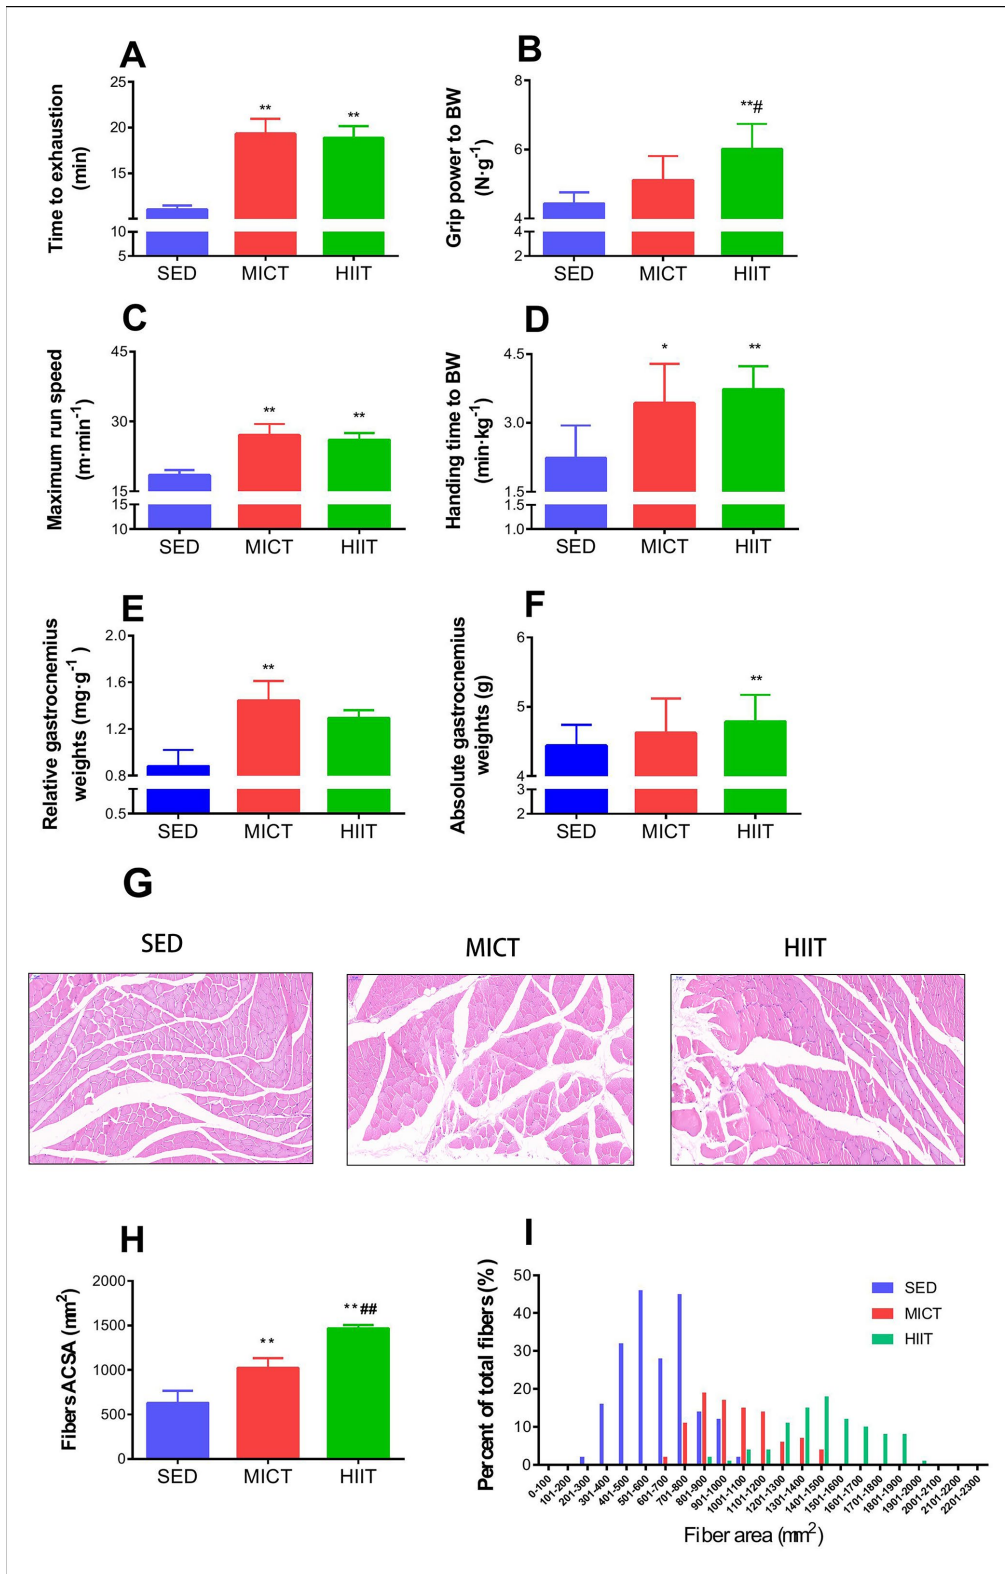 A
Time to exhaustion
(min)
25
20
15
10
5
**
**
SED MICT HIIT
B
Grip power to BW
(N·g⁻¹)
8
6
4
4
2
**#
SED MICT HIIT
C
Maximum run speed
(m·min⁻¹)
45
30
15
15
10
**
**
SED MICT HIIT
D
Handing time to BW
(min·kg⁻¹)
4.5
3.0
1.5
1.5
1.0
*
**
SED MICT HIIT
E
Relative gastrocnemius
weights (mg·g⁻¹)
2.0
1.6
1.2
0.8
0.5
**
SED MICT HIIT
F
Absolute gastrocnemius
weights (g)
6
5
4
3
2
**
SED MICT HIIT
G
SED MICT HIIT
H
Fibers ACSA (mm²)
2000
1500
1000
500
0
**
**##
SED MICT HIIT
I
Percent of total fibers (%)
50
40
30
20
10
0
SED
MICT
HIIT
0-100
101-200
201-300
301-400
401-500
501-600
601-700
701-800
801-900
901-1000
1001-1100
1101-1200
1201-1300
1301-1400
1401-1500
1501-1600
1601-1700
1701-1800
1801-1900
1901-2000
2001-2100
2101-2200
2201-2300
Fiber area (mm²)